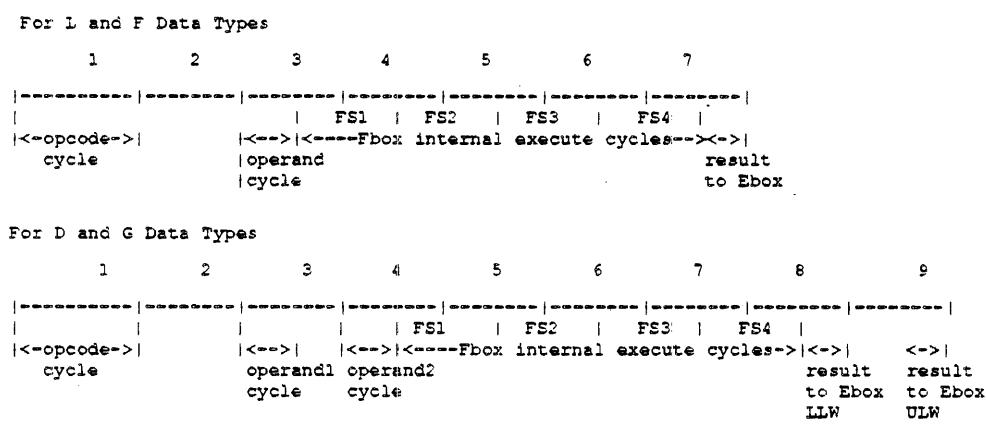 For L and F Data Types
1 2 3 4 5 6 7
|-----------|---------|---------|---------|---------|---------|---------|
| | FS1 | FS2 | FS3 | FS4 |
|<-opcode->| |<-->|<----Fbox internal execute cycles--><->|
cycle |operand result
|cycle to Ebox
For D and G Data Types
1 2 3 4 5 6 7 8 9
|-----------|---------|---------|---------|---------|---------|---------|---------|---------|
| | | | | FS1 | FS2 | FS3 | FS4 |
|<-opcode->| |<-->| |<-->|<----Fbox internal execute cycles->|<->| <->|
cycle operand1 operand2 result result
cycle cycle to Ebox to Ebox
LLW ULW